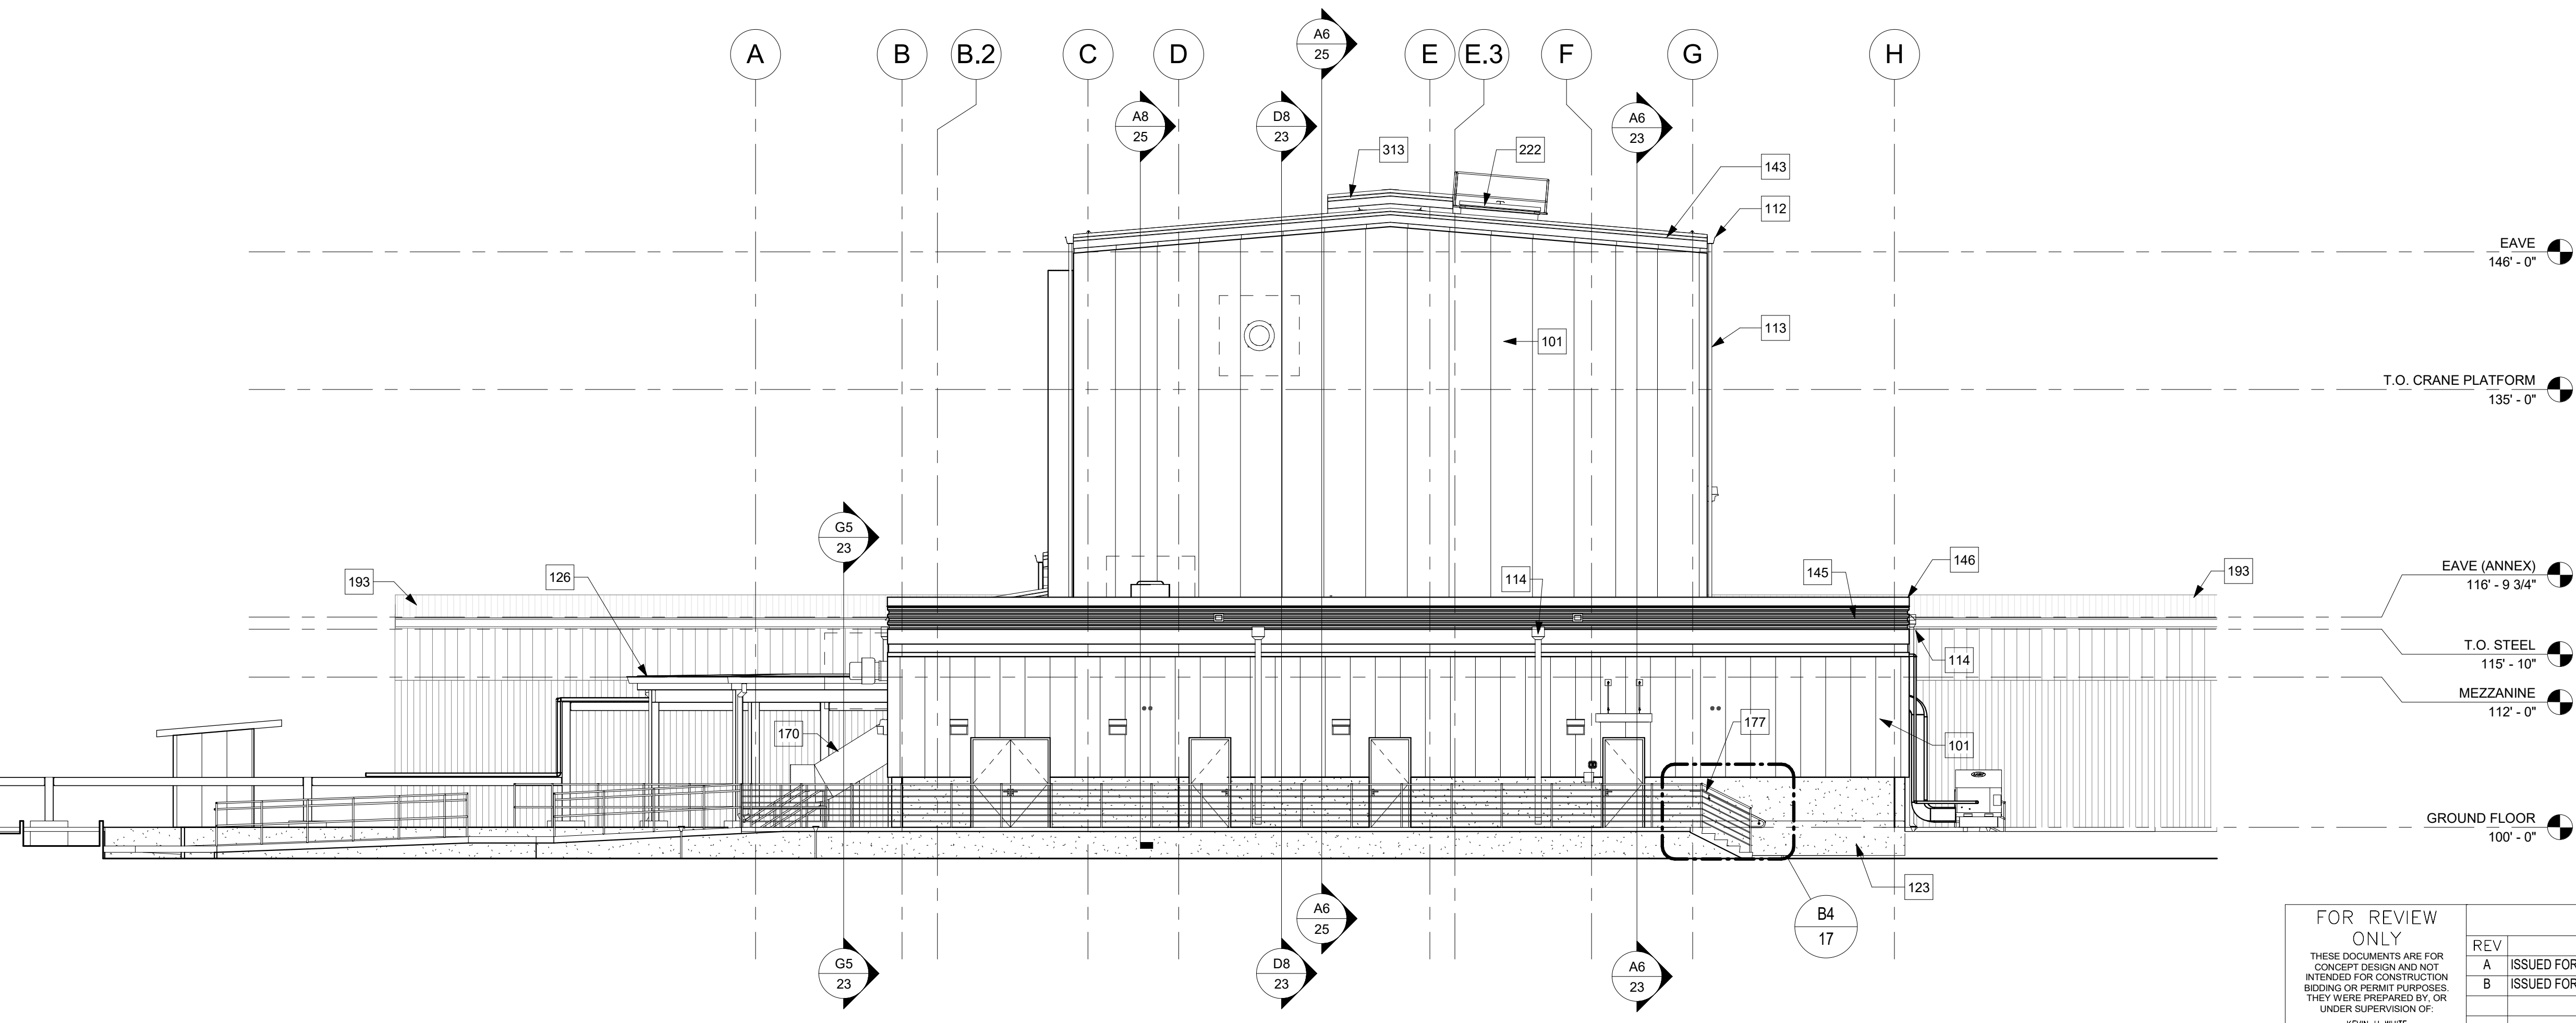 A
B
B.2
C
D
A6
25
E
E.3
F
G
H
A8
25
D8
23
A6
23
313
222
143
112
EAVE
146' - 0"
113
101
T.O. CRANE PLATFORM
135' - 0"
G5
23
193
126
114
145
146
193
EAVE (ANNEX)
116' - 9 3/4"
T.O. STEEL
115' - 10"
114
MEZZANINE
112' - 0"
170
177
101
GROUND FLOOR
100' - 0"
123
A6
25
B4
17
G5
23
D8
23
A6
23
FOR REVIEW
ONLY
THESE DOCUMENTS ARE FOR
CONCEPT DESIGN AND NOT
INTENDED FOR CONSTRUCTION
BIDDING OR PERMIT PURPOSES.
THEY WERE PREPARED BY, OR
UNDER SUPERVISION OF:
REV
A ISSUED FOR
B ISSUED FOR